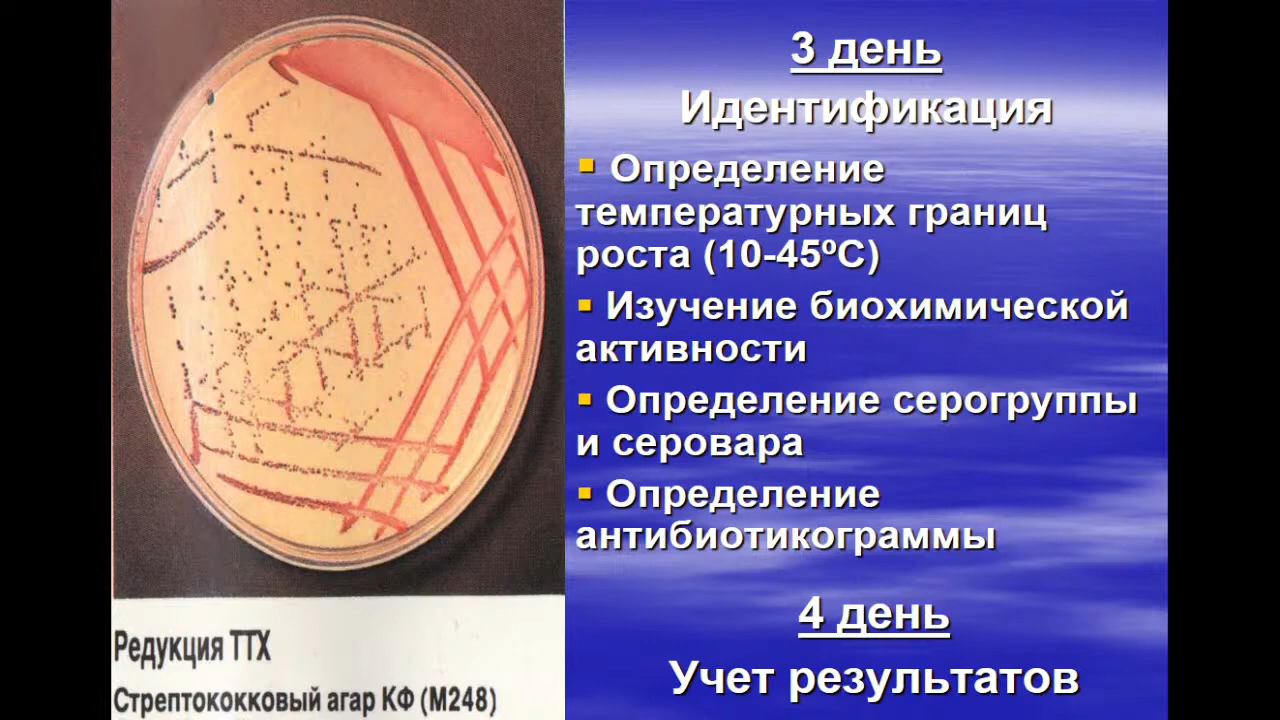 3 день
Идентификация
▪ Определение
температурных границ
роста (10-45ºС)
▪ Изучение биохимической
активности
▪ Определение серогруппы
и серовара
▪ Определение
антибиотикограммы
4 день
Учет результатов
Редукция ТТХ
Стрептококковый агар КФ (М248)